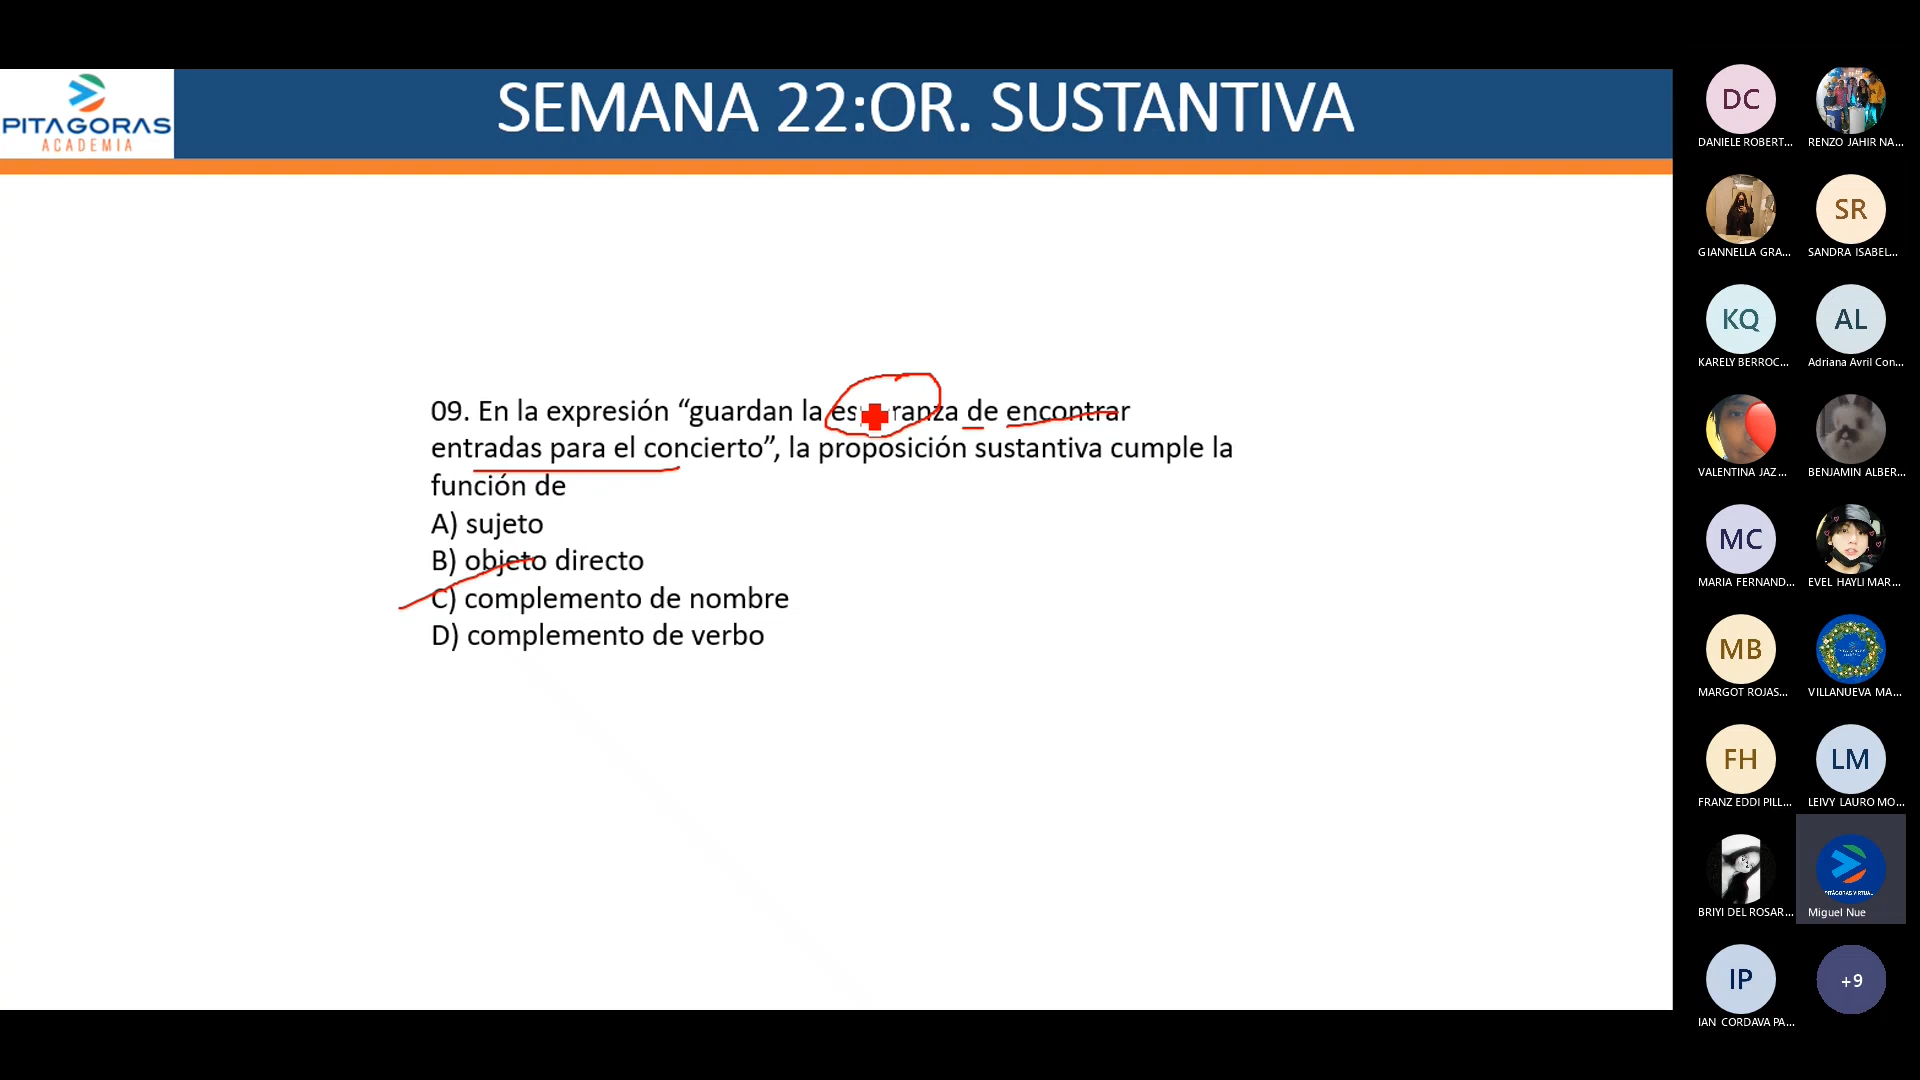 PITAGORAS
ACADEMIA
SEMANA 22:OR. SUSTANTIVA
09. En la expresión “guardan la esperanza de encontrar
entradas para el concierto”, la proposición sustantiva cumple la
función de
A) sujeto
B) objeto directo
C) complemento de nombre
D) complemento de verbo
DC
DANIELE ROBERT...
RENZO JAHIR NA...
GIANNELLA GRA...
SR
SANDRA ISABEL...
KQ
KARELY BERROC...
AL
Adriana Avril Con...
VALENTINA JAZ...
BENJAMIN ALBER...
MC
MARIA FERNAND...
EVEL HAYLI MAR...
MB
MARGOT ROJAS...
VILLANUEVA MA...
FH
FRANZ EDDI PILL...
LM
LEIVY LAURO MO...
BRIYI DEL ROSAR...
PITÁGORAS VIRTUAL
Miguel Nue
IP
IAN CORDAVA PA...
+9